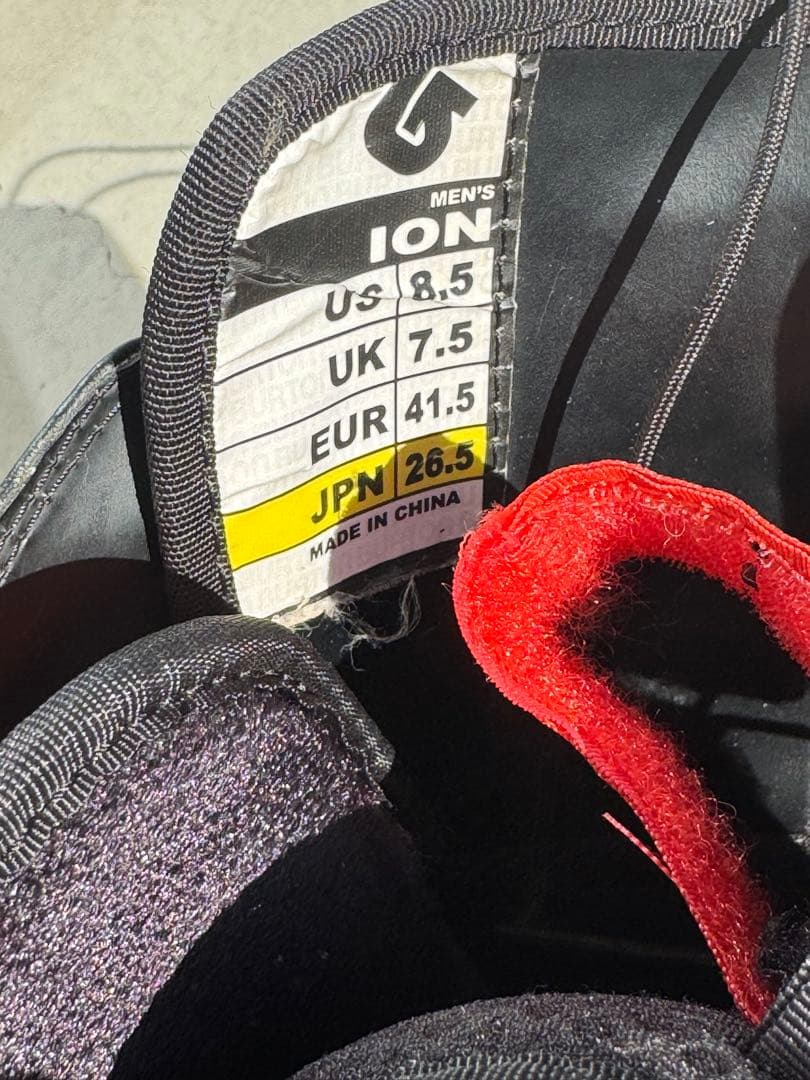 MEN'S
ION
US 8.5
UK 7.5
EUR 41.5
JPN 26.5
MADE IN CHINA